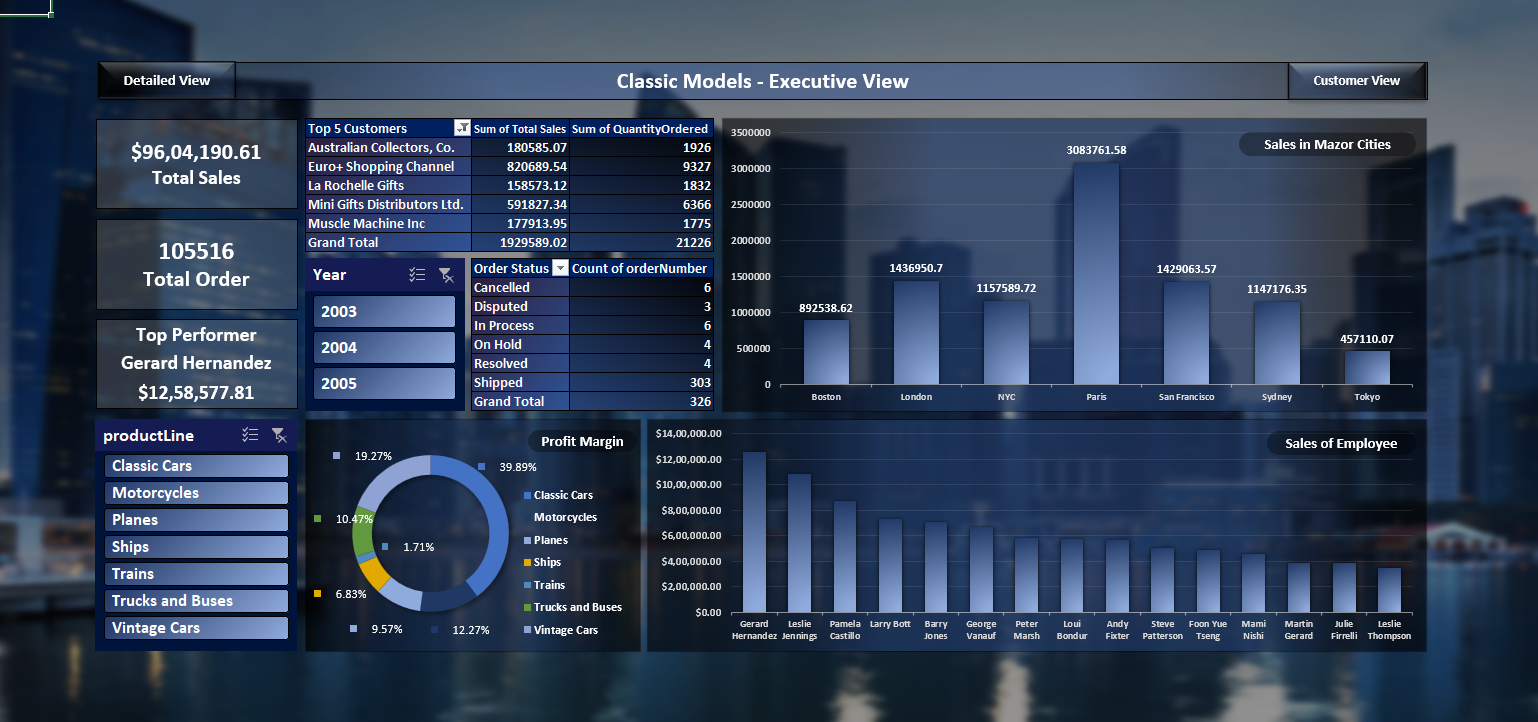 Detailed View
Classic Models - Executive View
Customer View
$96,04,190.61
Total Sales
105516
Total Order
Top Performer
Gerard Hernandez
$12,58,577.81
Top 5 Customers Sum of Total Sales Sum of QuantityOrdered
Australian Collectors, Co. 180585.07 1926
Euro+ Shopping Channel 820689.54 9327
La Rochelle Gifts 158573.12 1832
Mini Gifts Distributors Ltd. 591827.34 6366
Muscle Machine Inc 177913.95 1775
Grand Total 1929589.02 21226
Year
2003
2004
2005
Order Status Count of orderNumber
Cancelled 6
Disputed 3
In Process 6
On Hold 4
Resolved 4
Shipped 303
Grand Total 326
Sales in Mazor Cities
3500000
3000000
2500000
2000000
1500000
1000000
500000
0
892538.62
1436950.7
1157589.72
3083761.58
1429063.57
1147176.35
457110.07
Boston London NYC Paris San Francisco Sydney Tokyo
productLine
Classic Cars
Motorcycles
Planes
Ships
Trains
Trucks and Buses
Vintage Cars
Profit Margin
19.27%
39.89%
10.47%
1.71%
6.83%
9.57%
12.27%
Classic Cars
Motorcycles
Planes
Ships
Trains
Trucks and Buses
Vintage Cars
Sales of Employee
$14,00,000.00
$12,00,000.00
$10,00,000.00
$8,00,000.00
$6,00,000.00
$4,00,000.00
$2,00,000.00
$0.00
Gerard Leslie Pamela Larry Bott Barry George Peter Loui Andy Steve Foon Yue Mami Martin Julie Leslie
Hernandez Jennings Castillo Jones Vanauf Marsh Bondur Fixter Patterson Tseng Nishi Gerard Firrelli Thompson